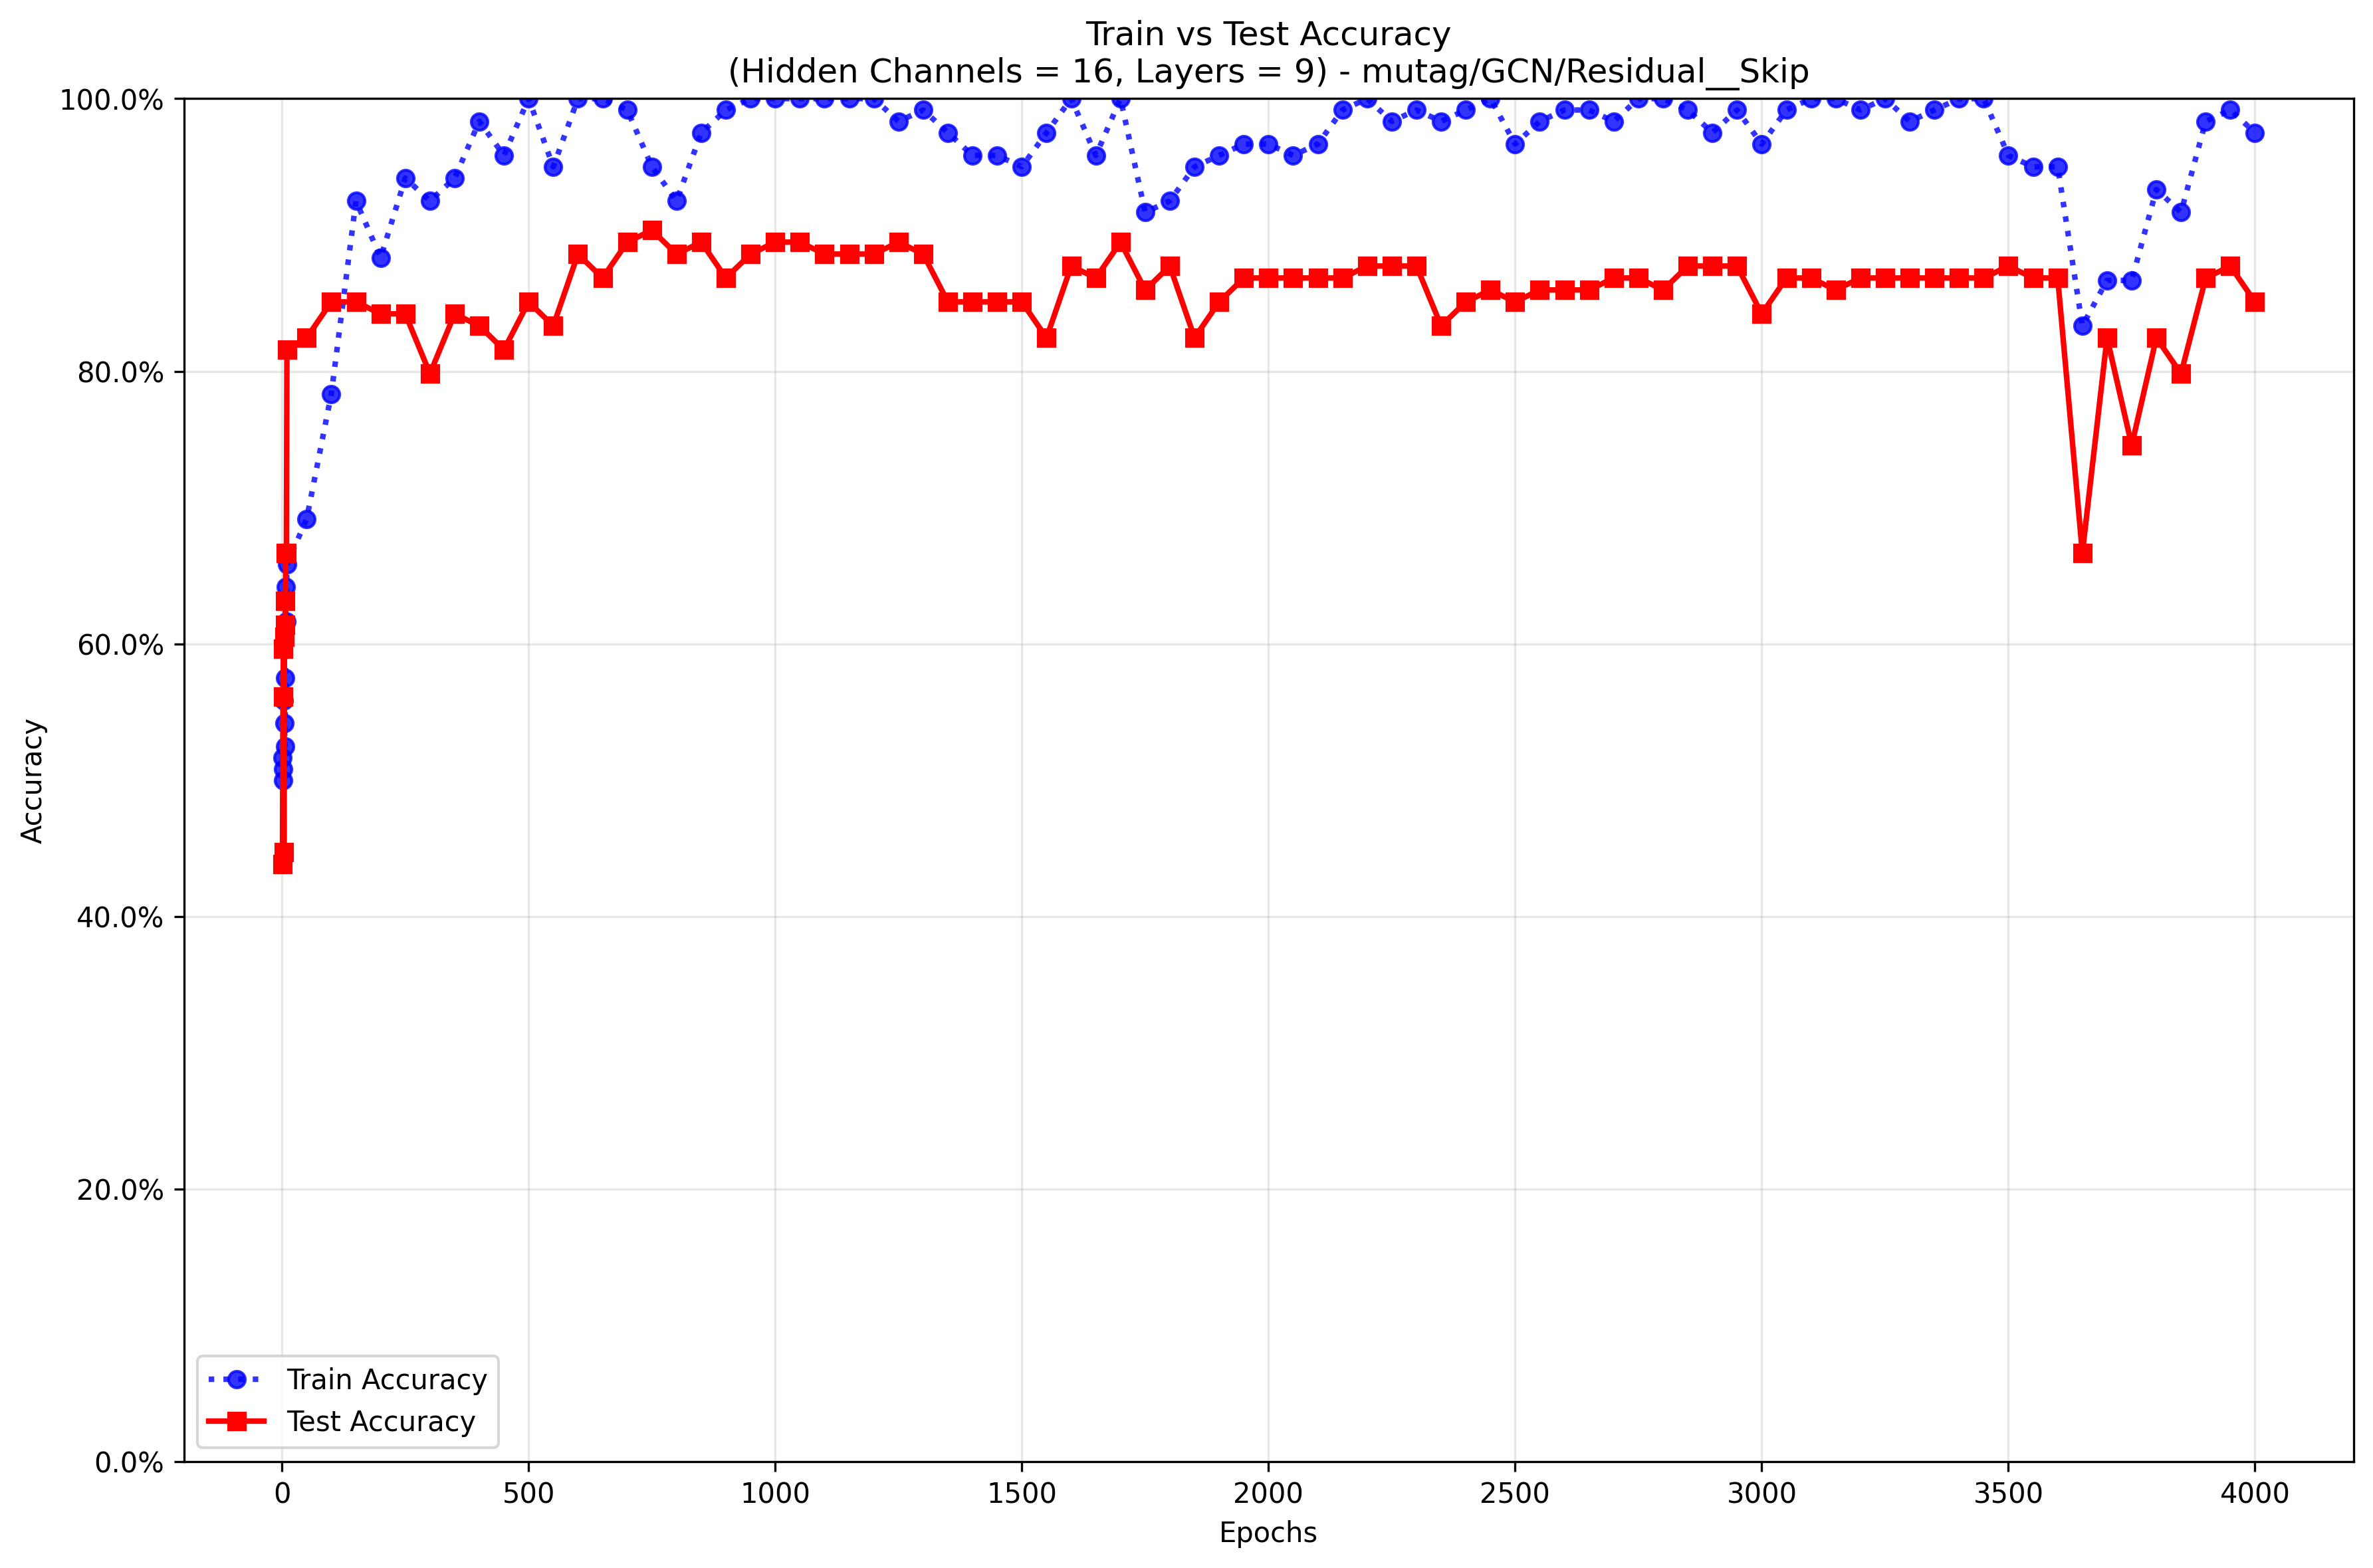 Train vs Test Accuracy
(Hidden Channels = 16, Layers = 9) - mutag/GCN/Residual__Skip
100.0%
80.0%
60.0%
40.0%
20.0%
0.0%
Accuracy
Train Accuracy
Test Accuracy
0 500 1000 1500 2000 2500 3000 3500 4000
Epochs